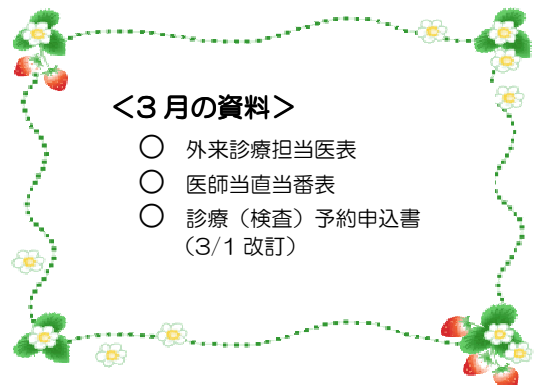 ＜3月の資料＞
○ 外来診療担当医表
○ 医師当直当番表
○ 診療（検査）予約申込書
（3/1 改訂）